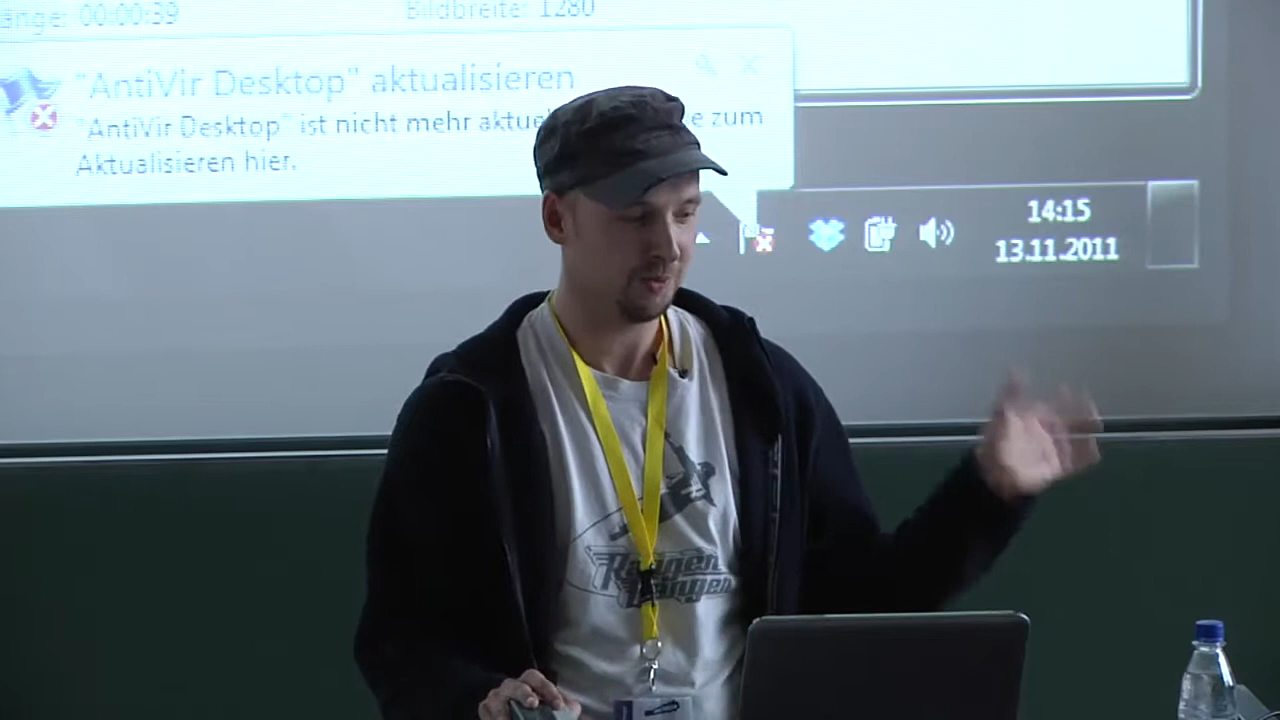 änge: 00:00:39 Bildbreite: 1280
"AntiVir Desktop" aktualisieren
"AntiVir Desktop" ist nicht mehr zum
Aktualisieren hier.
14:15
13.11.2011